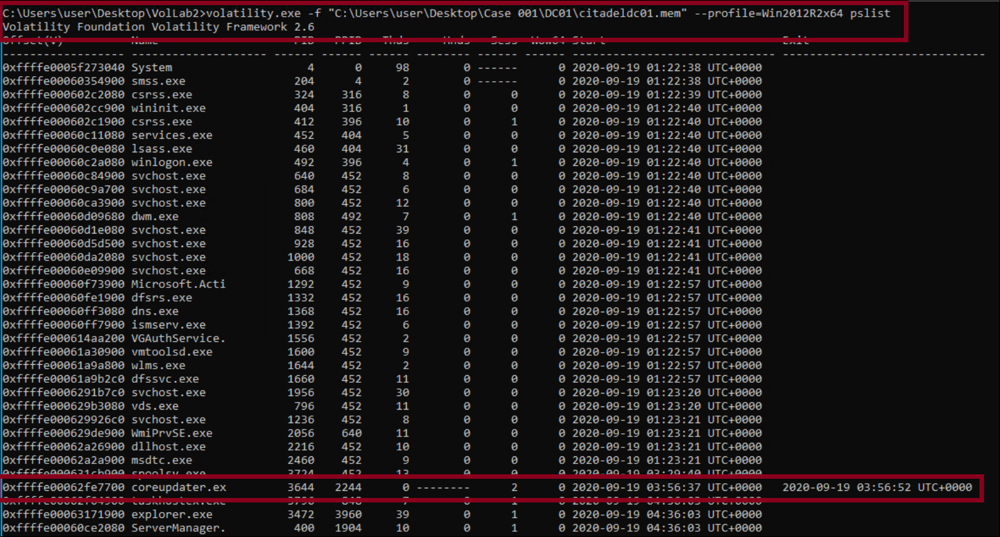 C:\Users\user\Desktop\VolLab2>volatility.exe -f "C:\Users\user\Desktop\Case 001\DC01\citadeldc01.mem" --profile=Win2012R2x64 pslist
Volatility Foundation Volatility Framework 2.6
Offset(V) Name PID PPID Thds Hnds Sess Wow64 Start Exit
------------------ -------------------- ------ ------ ------ -------- ------ ------ ------------------------------ ------------------------------
0xffffe0005f273040 System 4 0 98 0 ------ 0 2020-09-19 01:22:38 UTC+0000
0xffffe00060354900 smss.exe 204 4 2 0 ------ 0 2020-09-19 01:22:38 UTC+0000
0xffffe000602c2080 csrss.exe 324 316 8 0 0 0 2020-09-19 01:22:39 UTC+0000
0xffffe000602cc900 wininit.exe 404 316 1 0 0 0 2020-09-19 01:22:40 UTC+0000
0xffffe000602c1900 csrss.exe 412 396 10 0 1 0 2020-09-19 01:22:40 UTC+0000
0xffffe00060c11080 services.exe 452 404 5 0 0 0 2020-09-19 01:22:40 UTC+0000
0xffffe00060c0e080 lsass.exe 460 404 31 0 0 0 2020-09-19 01:22:40 UTC+0000
0xffffe00060c2a080 winlogon.exe 492 396 4 0 1 0 2020-09-19 01:22:40 UTC+0000
0xffffe00060c84900 svchost.exe 640 452 8 0 0 0 2020-09-19 01:22:40 UTC+0000
0xffffe00060c9a700 svchost.exe 684 452 6 0 0 0 2020-09-19 01:22:40 UTC+0000
0xffffe00060ca3900 svchost.exe 800 452 12 0 0 0 2020-09-19 01:22:40 UTC+0000
0xffffe00060d09680 dwm.exe 808 492 7 0 1 0 2020-09-19 01:22:40 UTC+0000
0xffffe00060d1e080 svchost.exe 848 452 39 0 0 0 2020-09-19 01:22:41 UTC+0000
0xffffe00060d5d500 svchost.exe 928 452 16 0 0 0 2020-09-19 01:22:41 UTC+0000
0xffffe00060da2080 svchost.exe 1000 452 18 0 0 0 2020-09-19 01:22:41 UTC+0000
0xffffe00060e09900 svchost.exe 668 452 16 0 0 0 2020-09-19 01:22:41 UTC+0000
0xffffe00060f73900 Microsoft.Acti 1292 452 9 0 0 0 2020-09-19 01:22:57 UTC+0000
0xffffe00060fe1900 dfsrs.exe 1332 452 16 0 0 0 2020-09-19 01:22:57 UTC+0000
0xffffe00060ff3080 dns.exe 1368 452 16 0 0 0 2020-09-19 01:22:57 UTC+0000
0xffffe00060ff7900 ismserv.exe 1392 452 6 0 0 0 2020-09-19 01:22:57 UTC+0000
0xffffe000614aa200 VGAuthService. 1556 452 2 0 0 0 2020-09-19 01:22:57 UTC+0000
0xffffe00061a30900 vmtoolsd.exe 1600 452 9 0 0 0 2020-09-19 01:22:57 UTC+0000
0xffffe00061a9a800 wlms.exe 1644 452 2 0 0 0 2020-09-19 01:22:57 UTC+0000
0xffffe00061a9b2c0 dfssvc.exe 1660 452 11 0 0 0 2020-09-19 01:22:57 UTC+0000
0xffffe0006291b7c0 svchost.exe 1956 452 30 0 0 0 2020-09-19 01:23:20 UTC+0000
0xffffe000629b3080 vds.exe 796 452 11 0 0 0 2020-09-19 01:23:20 UTC+0000
0xffffe000629926c0 svchost.exe 1236 452 8 0 0 0 2020-09-19 01:23:21 UTC+0000
0xffffe000629de900 WmiPrvSE.exe 2056 640 11 0 0 0 2020-09-19 01:23:21 UTC+0000
0xffffe00062a26900 dllhost.exe 2216 452 10 0 0 0 2020-09-19 01:23:21 UTC+0000
0xffffe00062a2a900 msdtc.exe 2460 452 9 0 0 0 2020-09-19 01:23:21 UTC+0000
0xffffe000631cb900 spoolsv.exe 3724 452 13 0 0 0 2020-09-19 03:29:40 UTC+0000
0xffffe00062fe7700 coreupdater.ex 3644 2244 0 -------- 2 0 2020-09-19 03:56:37 UTC+0000 2020-09-19 03:56:52 UTC+0000
taskhostex.exe 3796 848 7 0 1 0 2020-09-19 04:36:03 UTC+0000
0xffffe00063171900 explorer.exe 3472 3960 39 0 1 0 2020-09-19 04:36:03 UTC+0000
0xffffe00060ce2080 ServerManager. 400 1904 10 0 1 0 2020-09-19 04:36:03 UTC+0000